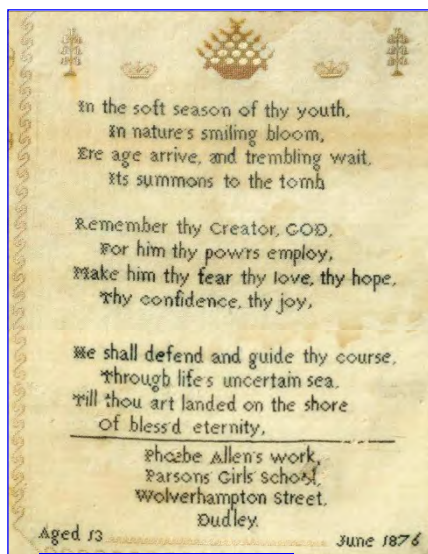 In the soft season of thy youth,
In nature's smiling bloom,
Ere age arrive, and trembling wait,
Its summons to the tomb
Remember thy Creator, GOD,
For him thy pow'rs employ,
Make him thy fear thy love, thy hope,
Thy confidence, thy joy,
He shall defend and guide thy course,
Through life's uncertain sea,
Till thou art landed on the shore
Of bless'd eternity,
Phoebe Allen's work,
Parsons Girls School,
Wolverhampton Street,
Dudley.
Aged 13 June 1876